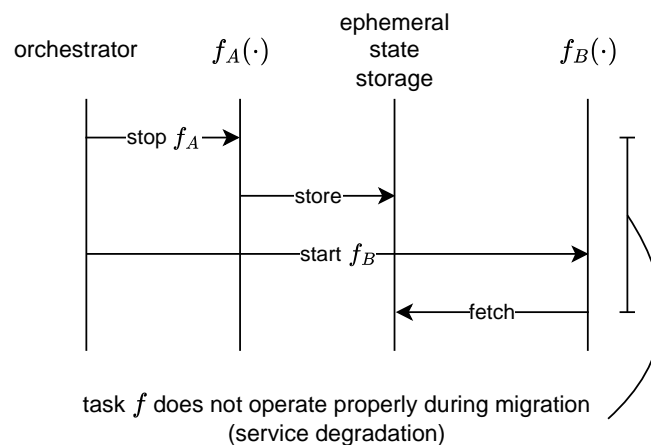 orchestrator
f_A(·)
ephemeral
state
storage
f_B(·)
stop f_A
store
start f_B
fetch
task f does not operate properly during migration
(service degradation)